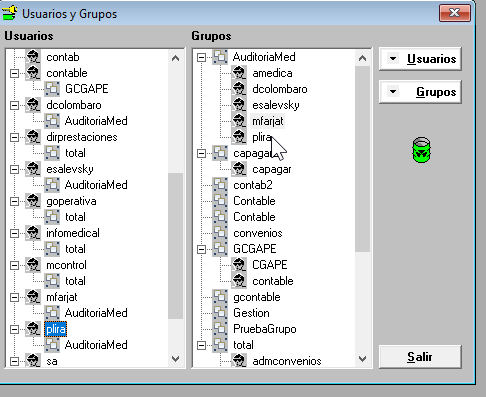 Usuarios y Grupos
Usuarios
contab
contable
GCGAPE
dcolombaro
AuditoriaMed
dirprestaciones
total
esalevsky
AuditoriaMed
goperativa
total
infomedical
total
mcontrol
total
mfarjat
AuditoriaMed
plira
AuditoriaMed
sa
Grupos
AuditoriaMed
amedica
dcolombaro
esalevsky
mfarjat
plira
capagar
capagar
contab2
Contable
Contable
convenios
GCGAPE
CGAPE
contable
gcontable
Gestion
PruebaGrupo
total
admconvenios
Usuarios
Grupos
Salir